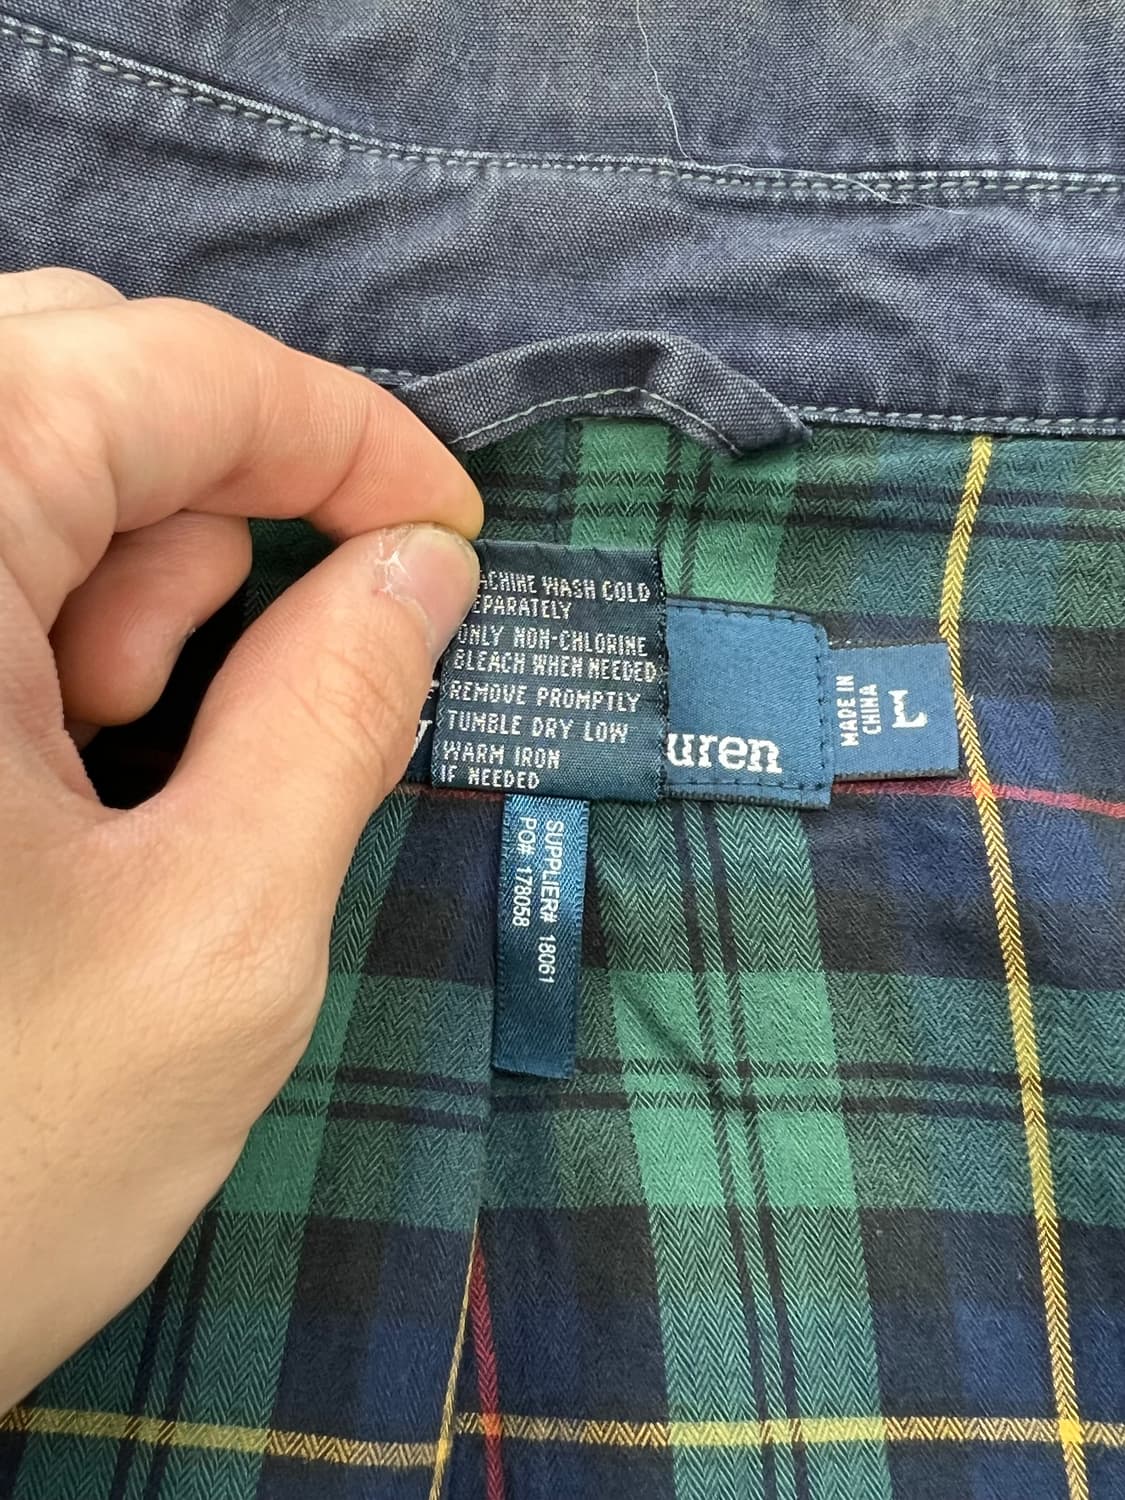 ACHINE WASH COLD
EPARATELY
ONLY NON-CHLORINE
BLEACH WHEN NEEDED
REMOVE PROMPTLY
TUMBLE DRY LOW
WARM IRON
IF NEEDED
uren
MADE IN
CHINA
L
SUPPLIER# 18061
PO# 178058